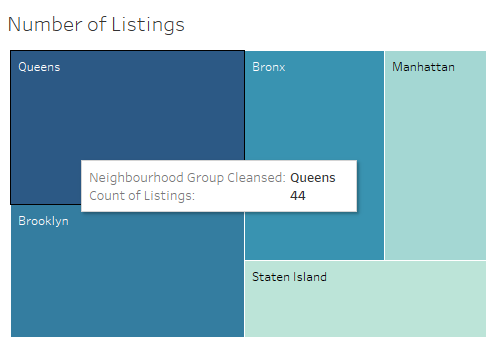 Number of Listings
Queens
Bronx
Manhattan
Neighbourhood Group Cleansed: Queens
Count of Listings: 44
Brooklyn
Staten Island